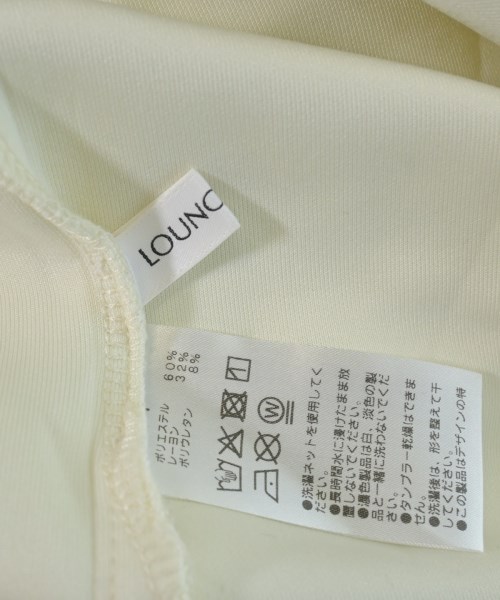 LOUNG
ポリエステル 60%
レーヨン 32%
ポリウレタン 8%
W
●洗濯ネットを使用してく
ださい。
●長時間水に浸けたまま放
置しないでください。
●濃色製品は白、淡色の製
品と一緒に洗わないでくだ
さい。
●タンブラー乾燥はできま
せん。
●洗濯後は、形を整えて干
してください。
●この製品はデザインの特